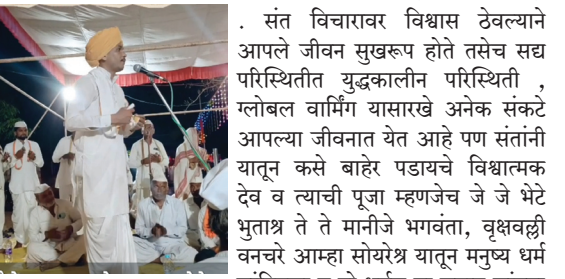 . संत विचारावर विश्वास ठेवल्याने
आपले जीवन सुखरूप होते तसेच सद्य
परिस्थितीत युद्धकालीन परिस्थिती ,
ग्लोबल वार्मिंग यासारखे अनेक संकटे
आपल्या जीवनात येत आहे पण संतांनी
यातून कसे बाहेर पडायचे विश्वात्मक
देव व त्याची पूजा म्हणजेच जे जे भेटे
भुताश्र ते ते मानीजे भगवंता, वृक्षवल्ली
वनचरे आम्हा सोयरेश्र यातून मनुष्य धर्म